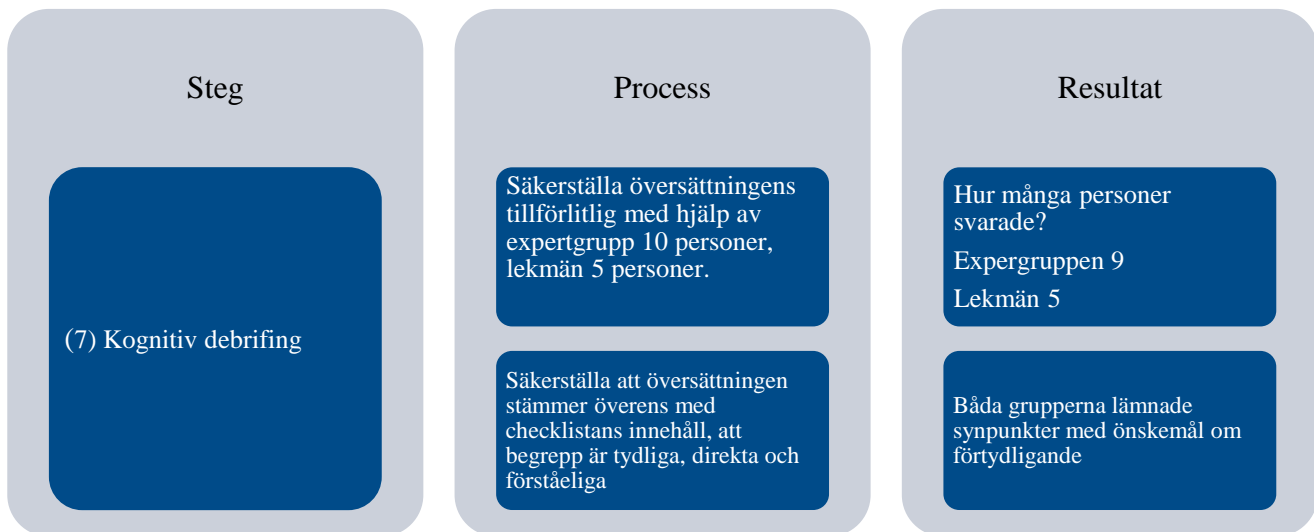 Steg
(7) Kognitiv debrifing
Process
Säkerställa översättningens
tillförlitlig med hjälp av
expertgrupp 10 personer,
lekmän 5 personer.
Säkerställa att översättningen
stämmer överens med
checklistans innehåll, att
begrepp är tydliga, direkta och
förståeliga
Resultat
Hur många personer
svarade?
Expergruppen 9
Lekmän 5
Båda grupperna lämnade
synpunkter med önskemål om
förtydligande